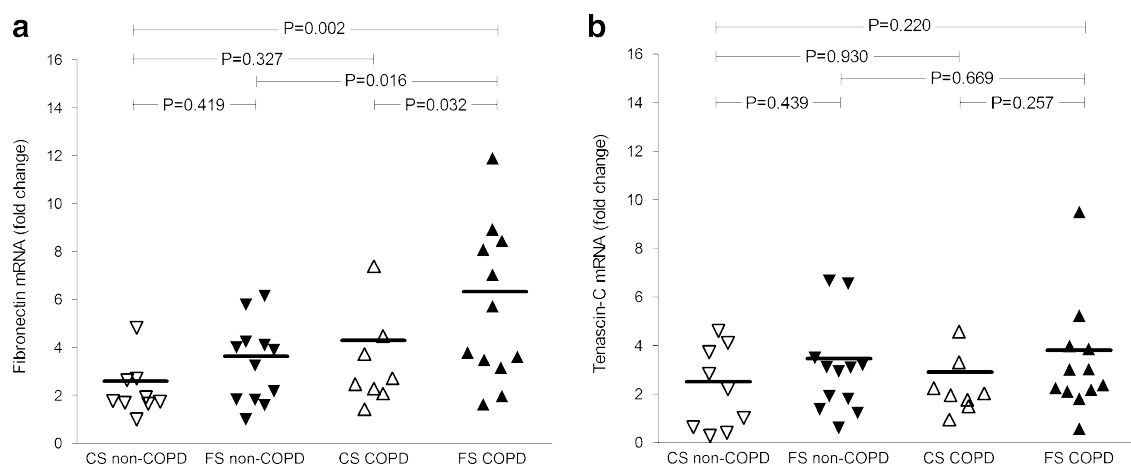 a
P=0.002
P=0.327
P=0.016
P=0.419
P=0.032
Fibronectin mRNA (fold change)
16
14
12
10
8
6
4
2
0
CS non-COPD
FS non-COPD
CS COPD
FS COPD
b
P=0.220
P=0.930
P=0.669
P=0.439
P=0.257
Tenascin-C mRNA (fold change)
16
14
12
10
8
6
4
2
0
CS non-COPD
FS non-COPD
CS COPD
FS COPD